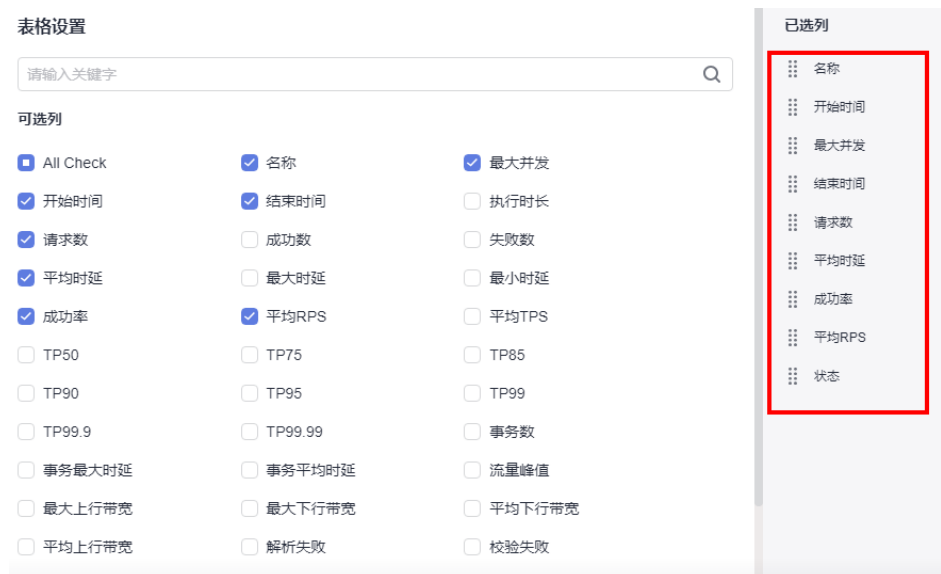 表格设置
请输入关键字
可选列
All Check 名称 最大并发
开始时间 结束时间 执行时长
请求数 成功数 失败数
平均时延 最大时延 最小时延
成功率 平均RPS 平均TPS
TP50 TP75 TP85
TP90 TP95 TP99
TP99.9 TP99.99 事务数
事务最大时延 事务平均时延 流量峰值
最大上行带宽 最大下行带宽 平均下行带宽
平均上行带宽 解析失败 校验失败
已选列
名称
开始时间
最大并发
结束时间
请求数
平均时延
成功率
平均RPS
状态